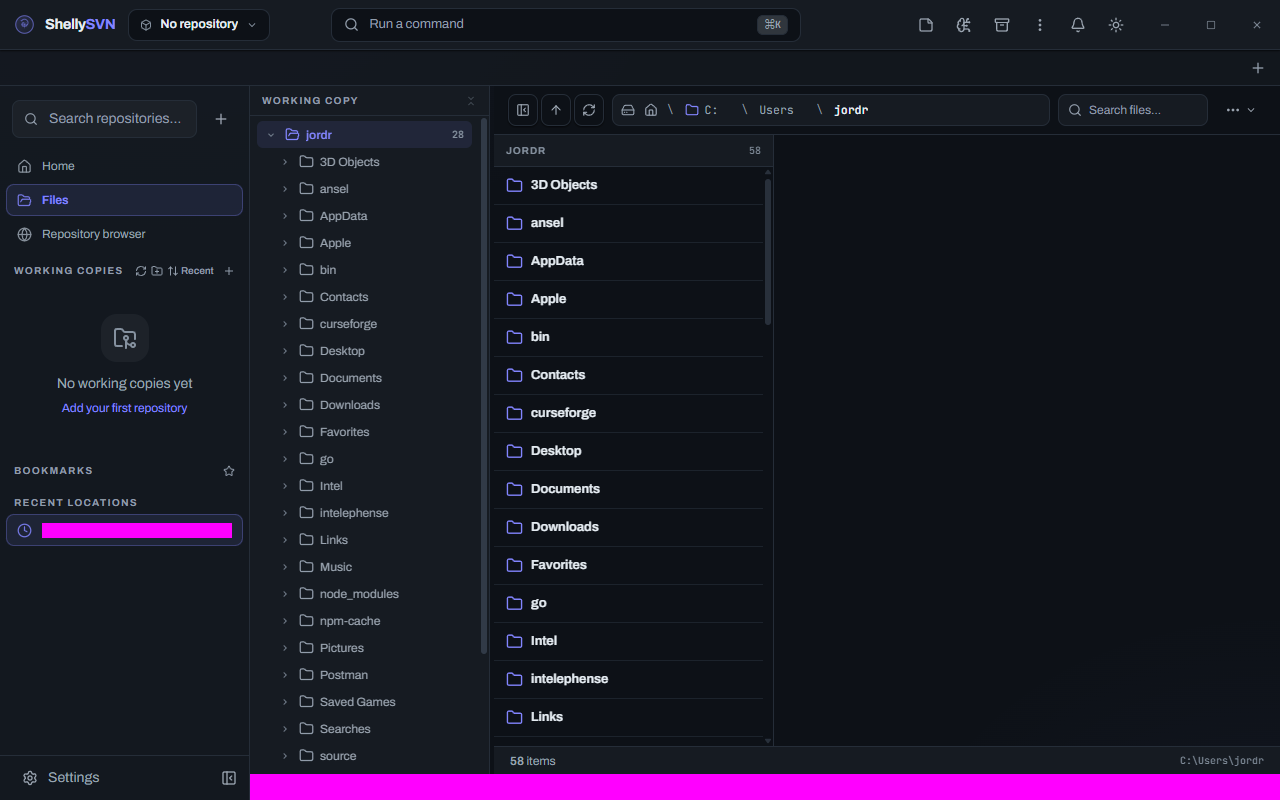 ShellySVN
No repository
Run a command
⌘K
Search repositories...
Home
Files
Repository browser
WORKING COPIES
Recent
No working copies yet
Add your first repository
BOOKMARKS
RECENT LOCATIONS
Settings
WORKING COPY
jordr 28
3D Objects
ansel
AppData
Apple
bin
Contacts
curseforge
Desktop
Documents
Downloads
Favorites
go
Intel
intelephense
Links
Music
node_modules
npm-cache
Pictures
Postman
Saved Games
Searches
source
\ C: \ Users \ jordr
Search files...
JORDR 58
3D Objects
ansel
AppData
Apple
bin
Contacts
curseforge
Desktop
Documents
Downloads
Favorites
go
Intel
intelephense
Links
58 items
C:\Users\jordr